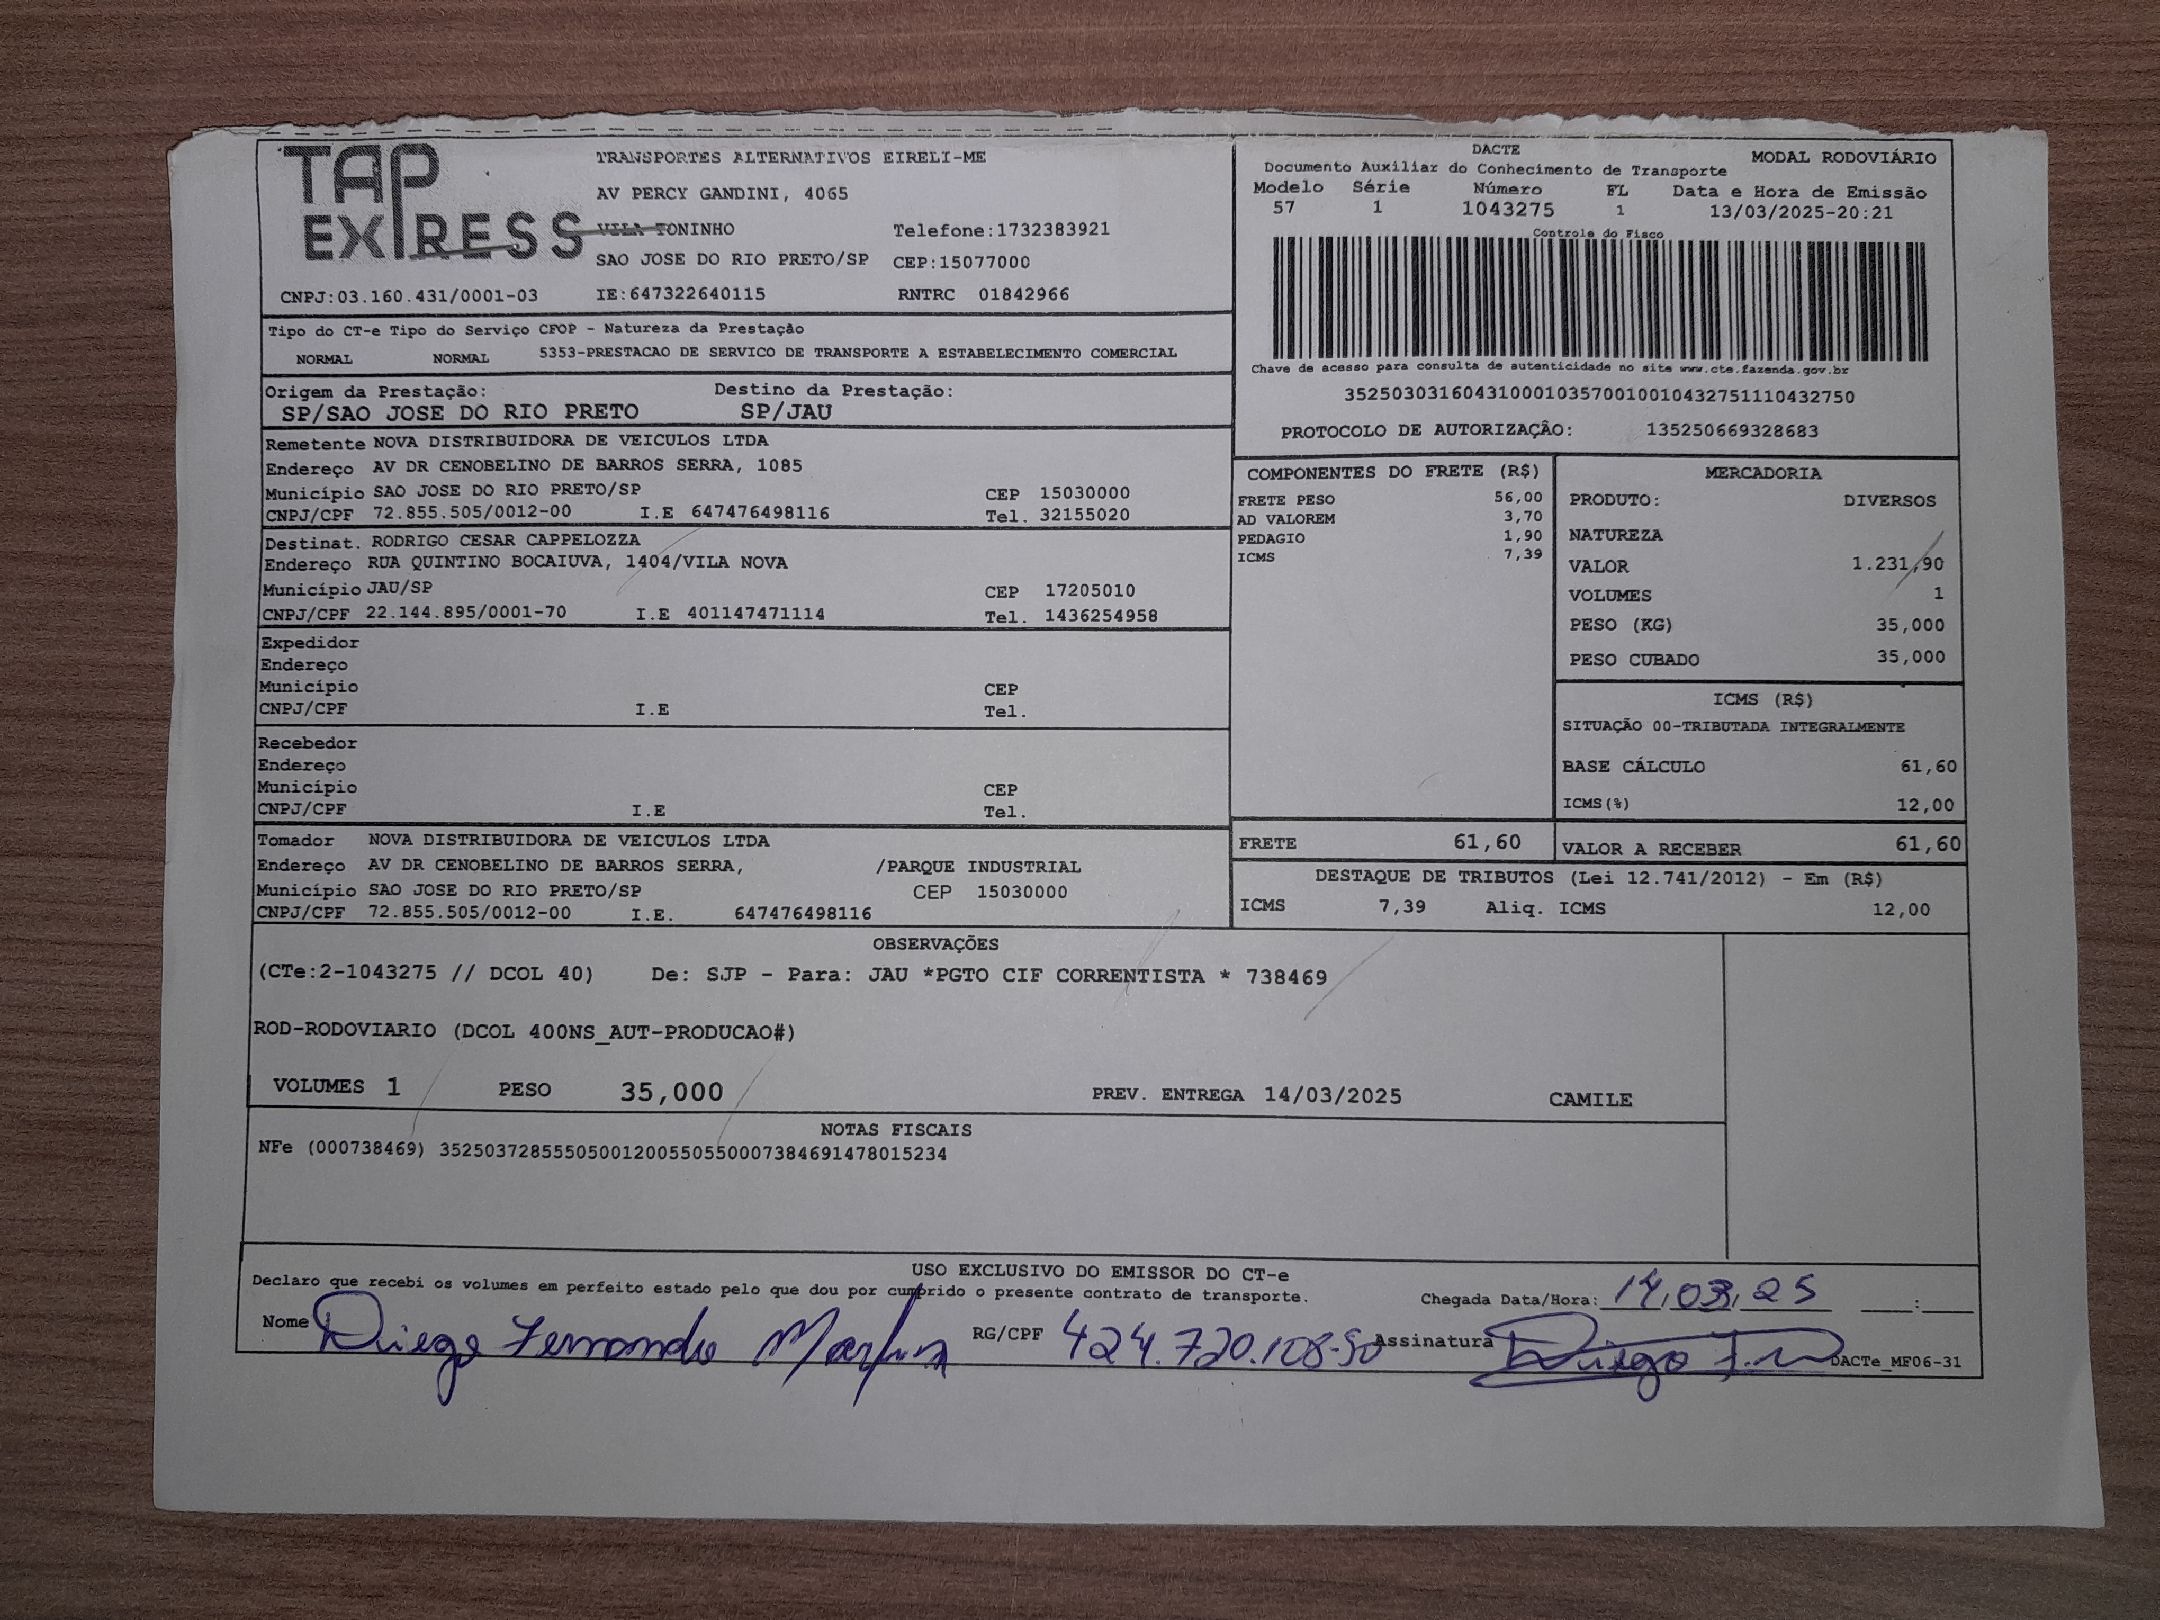 TAP
EXPRESS
TRANSPORTES ALTERNATIVOS EIRELI-ME
AV PERCY GANDINI, 4065
VILA TONINHO Telefone:1732383921
SAO JOSE DO RIO PRETO/SP CEP:15077000
CNPJ:03.160.431/0001-03 IE:647322640115 RNTRC 01842966
DACTE
Documento Auxiliar do Conhecimento de Transporte MODAL RODOVIÁRIO
Modelo Série Número FL Data e Hora de Emissão
57 1 1043275 1 13/03/2025-20:21
Controle do Fisco
Chave de acesso para consulta de autenticidade no site www.cte.fazenda.gov.br
35250303160431000103570010010432751110432750
PROTOCOLO DE AUTORIZAÇÃO: 135250669328683
Tipo do CT-e Tipo do Serviço CFOP - Natureza da Prestação
NORMAL NORMAL 5353-PRESTACAO DE SERVICO DE TRANSPORTE A ESTABELECIMENTO COMERCIAL
Origem da Prestação: Destino da Prestação:
SP/SAO JOSE DO RIO PRETO SP/JAU
Remetente NOVA DISTRIBUIDORA DE VEICULOS LTDA
Endereço AV DR CENOBELINO DE BARROS SERRA, 1085
Município SAO JOSE DO RIO PRETO/SP CEP 15030000
CNPJ/CPF 72.855.505/0012-00 I.E 647476498116 Tel. 32155020
Destinat. RODRIGO CESAR CAPPELOZZA
Endereço RUA QUINTINO BOCAIUVA, 1404/VILA NOVA
Município JAU/SP CEP 17205010
CNPJ/CPF 22.144.895/0001-70 I.E 401147471114 Tel. 1436254958
Expedidor
Endereço
Município CEP
CNPJ/CPF I.E Tel.
Recebedor
Endereço
Município CEP
CNPJ/CPF I.E Tel.
Tomador NOVA DISTRIBUIDORA DE VEICULOS LTDA
Endereço AV DR CENOBELINO DE BARROS SERRA, /PARQUE INDUSTRIAL
Município SAO JOSE DO RIO PRETO/SP CEP 15030000
CNPJ/CPF 72.855.505/0012-00 I.E. 647476498116
COMPONENTES DO FRETE (R$)
FRETE PESO 56,00
AD VALOREM 3,70
PEDAGIO 1,90
ICMS 7,39
MERCADORIA
PRODUTO: DIVERSOS
NATUREZA
VALOR 1.231,90
VOLUMES 1
PESO (KG) 35,000
PESO CUBADO 35,000
ICMS (R$)
SITUAÇÃO 00-TRIBUTADA INTEGRALMENTE
BASE CÁLCULO 61,60
ICMS(%) 12,00
FRETE 61,60 VALOR A RECEBER 61,60
DESTAQUE DE TRIBUTOS (Lei 12.741/2012) - Em (R$)
ICMS 7,39 Aliq. ICMS 12,00
OBSERVAÇÕES
(CTe:2-1043275 // DCOL 40) De: SJP - Para: JAU *PGTO CIF CORRENTISTA * 738469
ROD-RODOVIARIO (DCOL 400NS_AUT-PRODUCAO#)
VOLUMES 1 PESO 35,000 PREV. ENTREGA 14/03/2025 CAMILE
NOTAS FISCAIS
NFe (000738469) 35250372855505001200550550007384691478015234
USO EXCLUSIVO DO EMISSOR DO CT-e
Declaro que recebi os volumes em perfeito estado pelo que dou por cumprido o presente contrato de transporte. Chegada Data/Hora: 14,03,25 :
Nome Diego Fernando RG/CPF 424.720.108-50 Assinatura Diego
DACTe_MF06-31